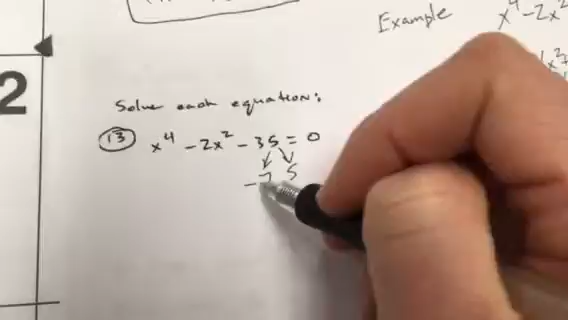 Example x⁴-2x²
2
Solve each equation:
13 x⁴ - 2x² - 35 = 0
-7 5